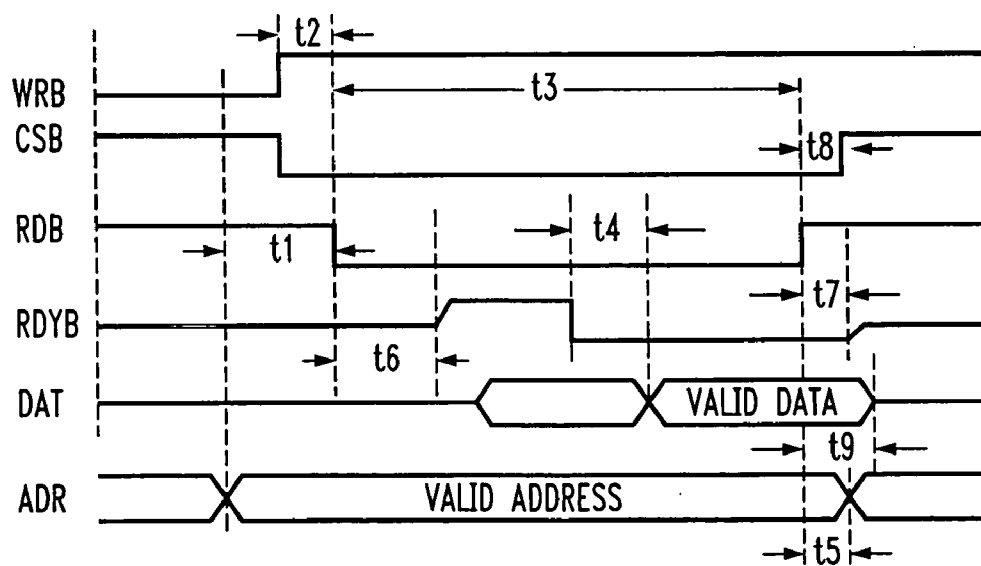 t2
WRB
t3
CSB
t8
RDB
t1
t4
RDYB
t7
t6
DAT
VALID DATA
t9
ADR
VALID ADDRESS
t5